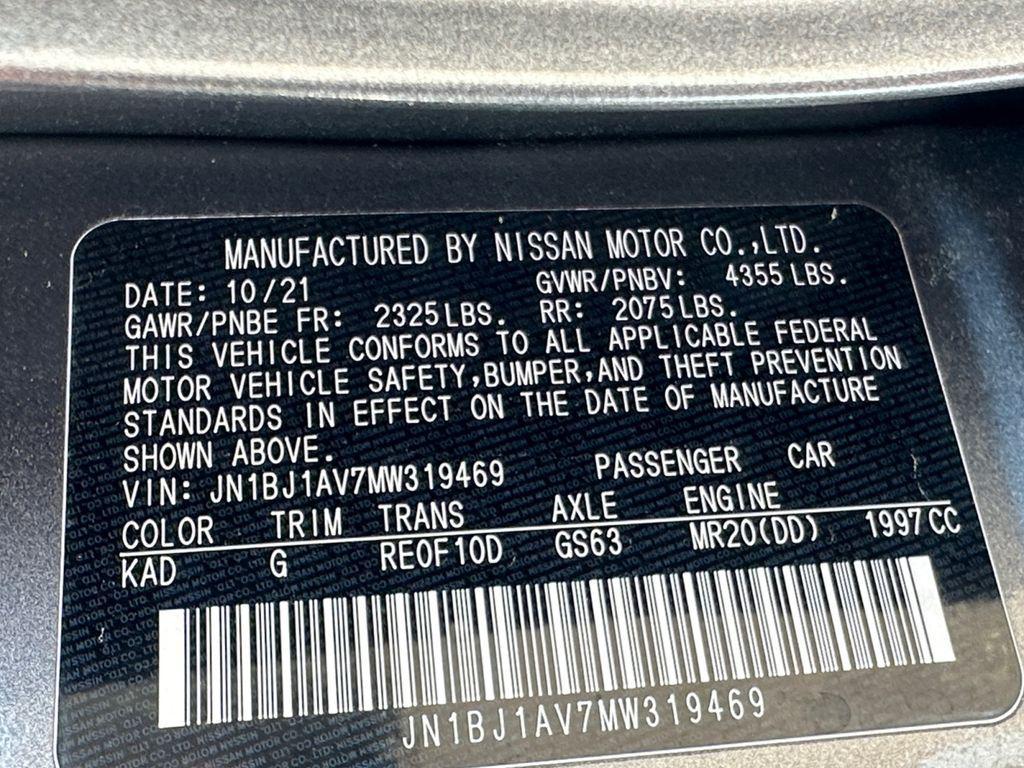 MANUFACTURED BY NISSAN MOTOR CO.,LTD.
DATE: 10/21 GVWR/PNBV: 4355 LBS.
GAWR/PNBE FR: 2325 LBS. RR: 2075 LBS.
THIS VEHICLE CONFORMS TO ALL APPLICABLE FEDERAL
MOTOR VEHICLE SAFETY,BUMPER,AND THEFT PREVENTION
STANDARDS IN EFFECT ON THE DATE OF MANUFACTURE
SHOWN ABOVE.
VIN: JN1BJ1AV7MW319469 PASSENGER CAR
COLOR TRIM TRANS AXLE ENGINE
KAD G RE0F10D GS63 MR20(DD) 1997 CC
JN1BJ1AV7MW319469